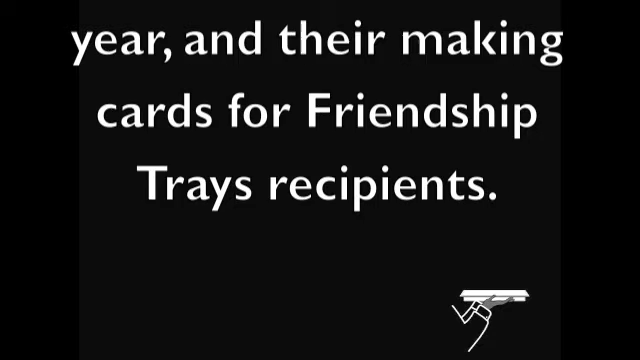 year, and their making
cards for Friendship
Trays recipients.